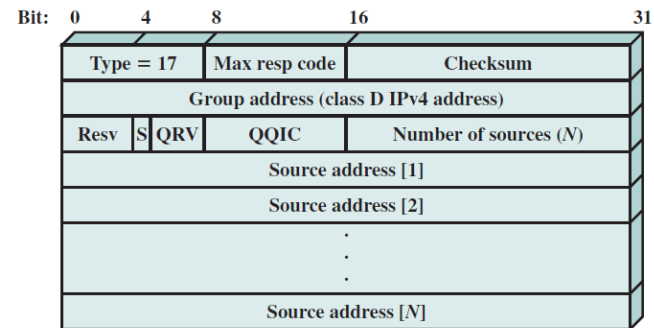 Bit: 0 4 8 16 31
Type = 17 Max resp code Checksum
Group address (class D IPv4 address)
Resv S QRV QQIC Number of sources (N)
Source address [1]
Source address [2]
.
.
.
Source address [N]